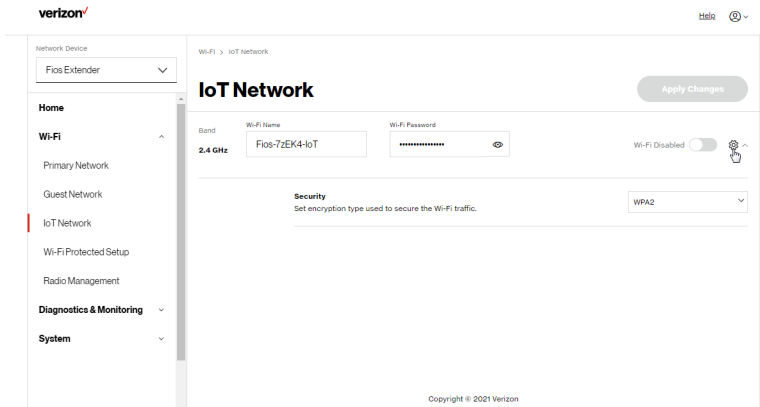 verizon✓
Help
Network Device
Fios Extender
Home
Wi-Fi
Primary Network
Guest Network
IoT Network
Wi-Fi Protected Setup
Radio Management
Diagnostics & Monitoring
System
Wi-Fi > IoT Network
IoT Network
Apply Changes
Band
Wi-Fi Name
Wi-Fi Password
2.4 GHz
Fios-7zEK4-IoT
••••••••••••••••
Wi-Fi Disabled
Security
Set encryption type used to secure the Wi-Fi traffic.
WPA2
Copyright © 2021 Verizon